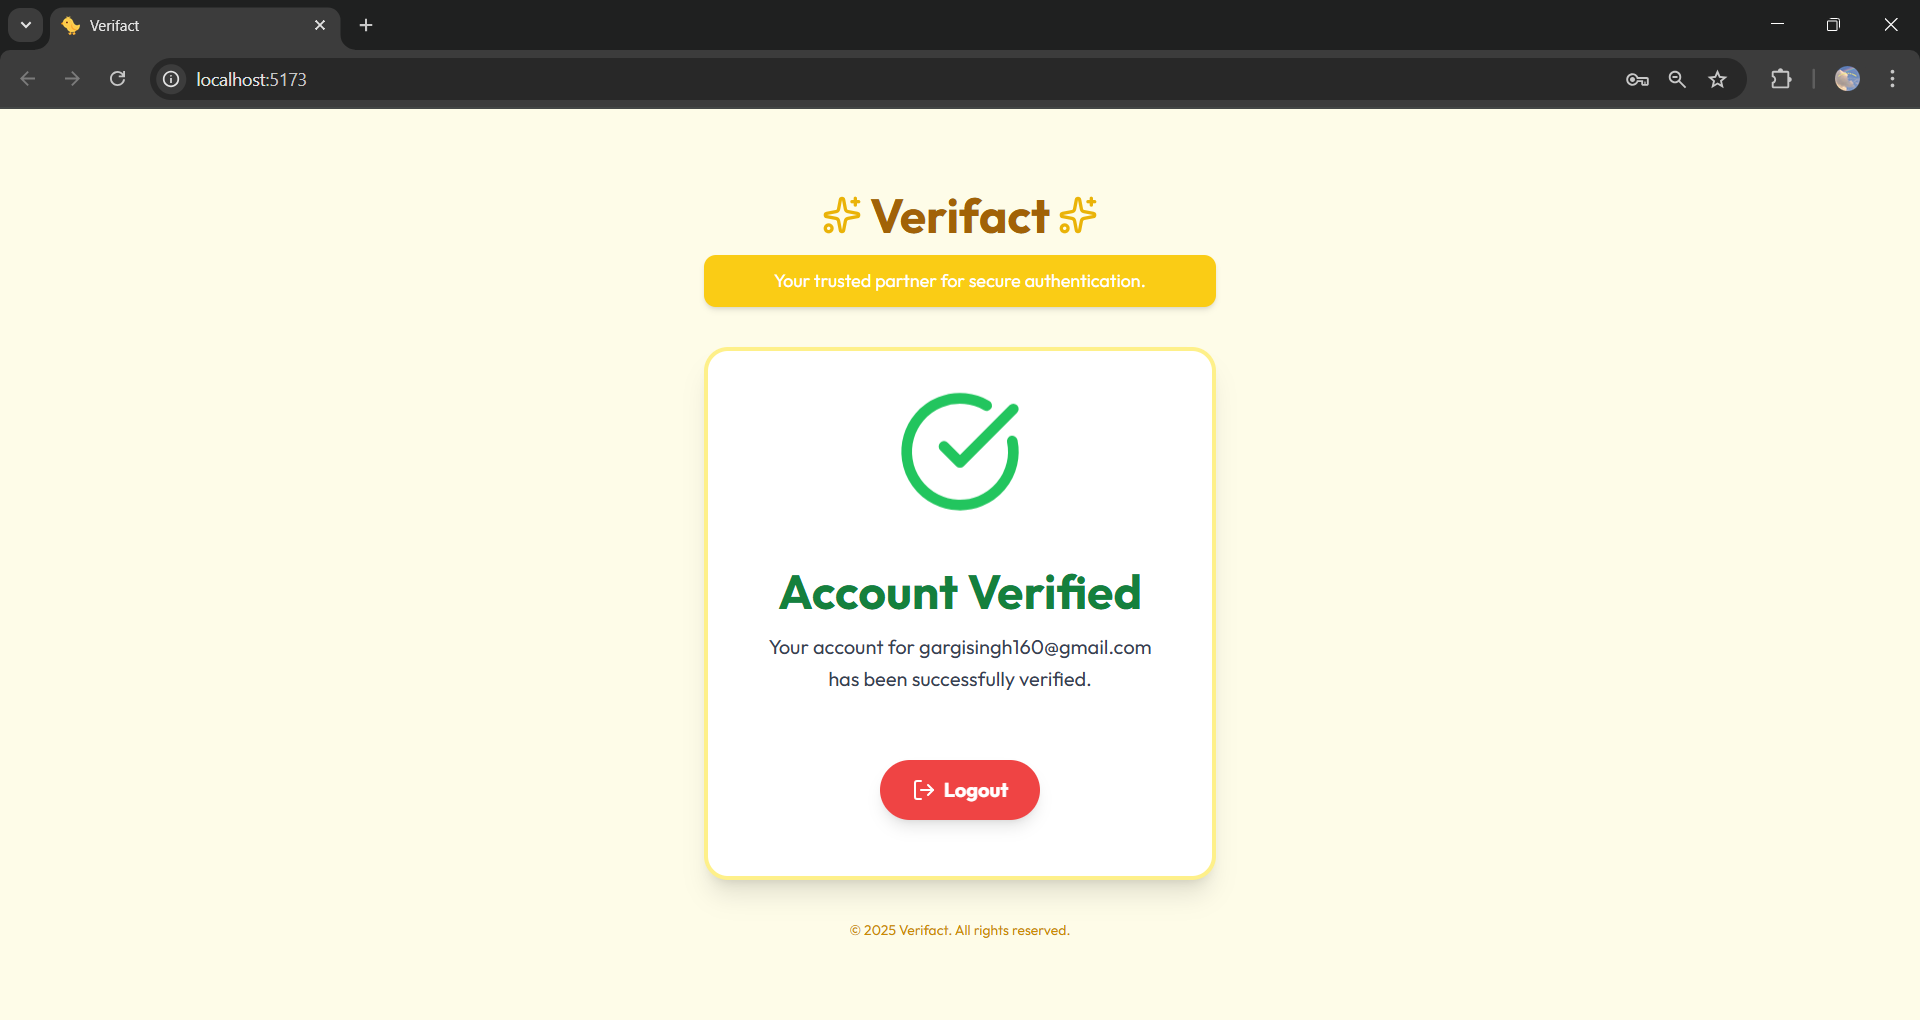 Verifact
localhost:5173
Verifact
Your trusted partner for secure authentication.
Account Verified
Your account for gargisingh160@gmail.com
has been successfully verified.
Logout
© 2025 Verifact. All rights reserved.